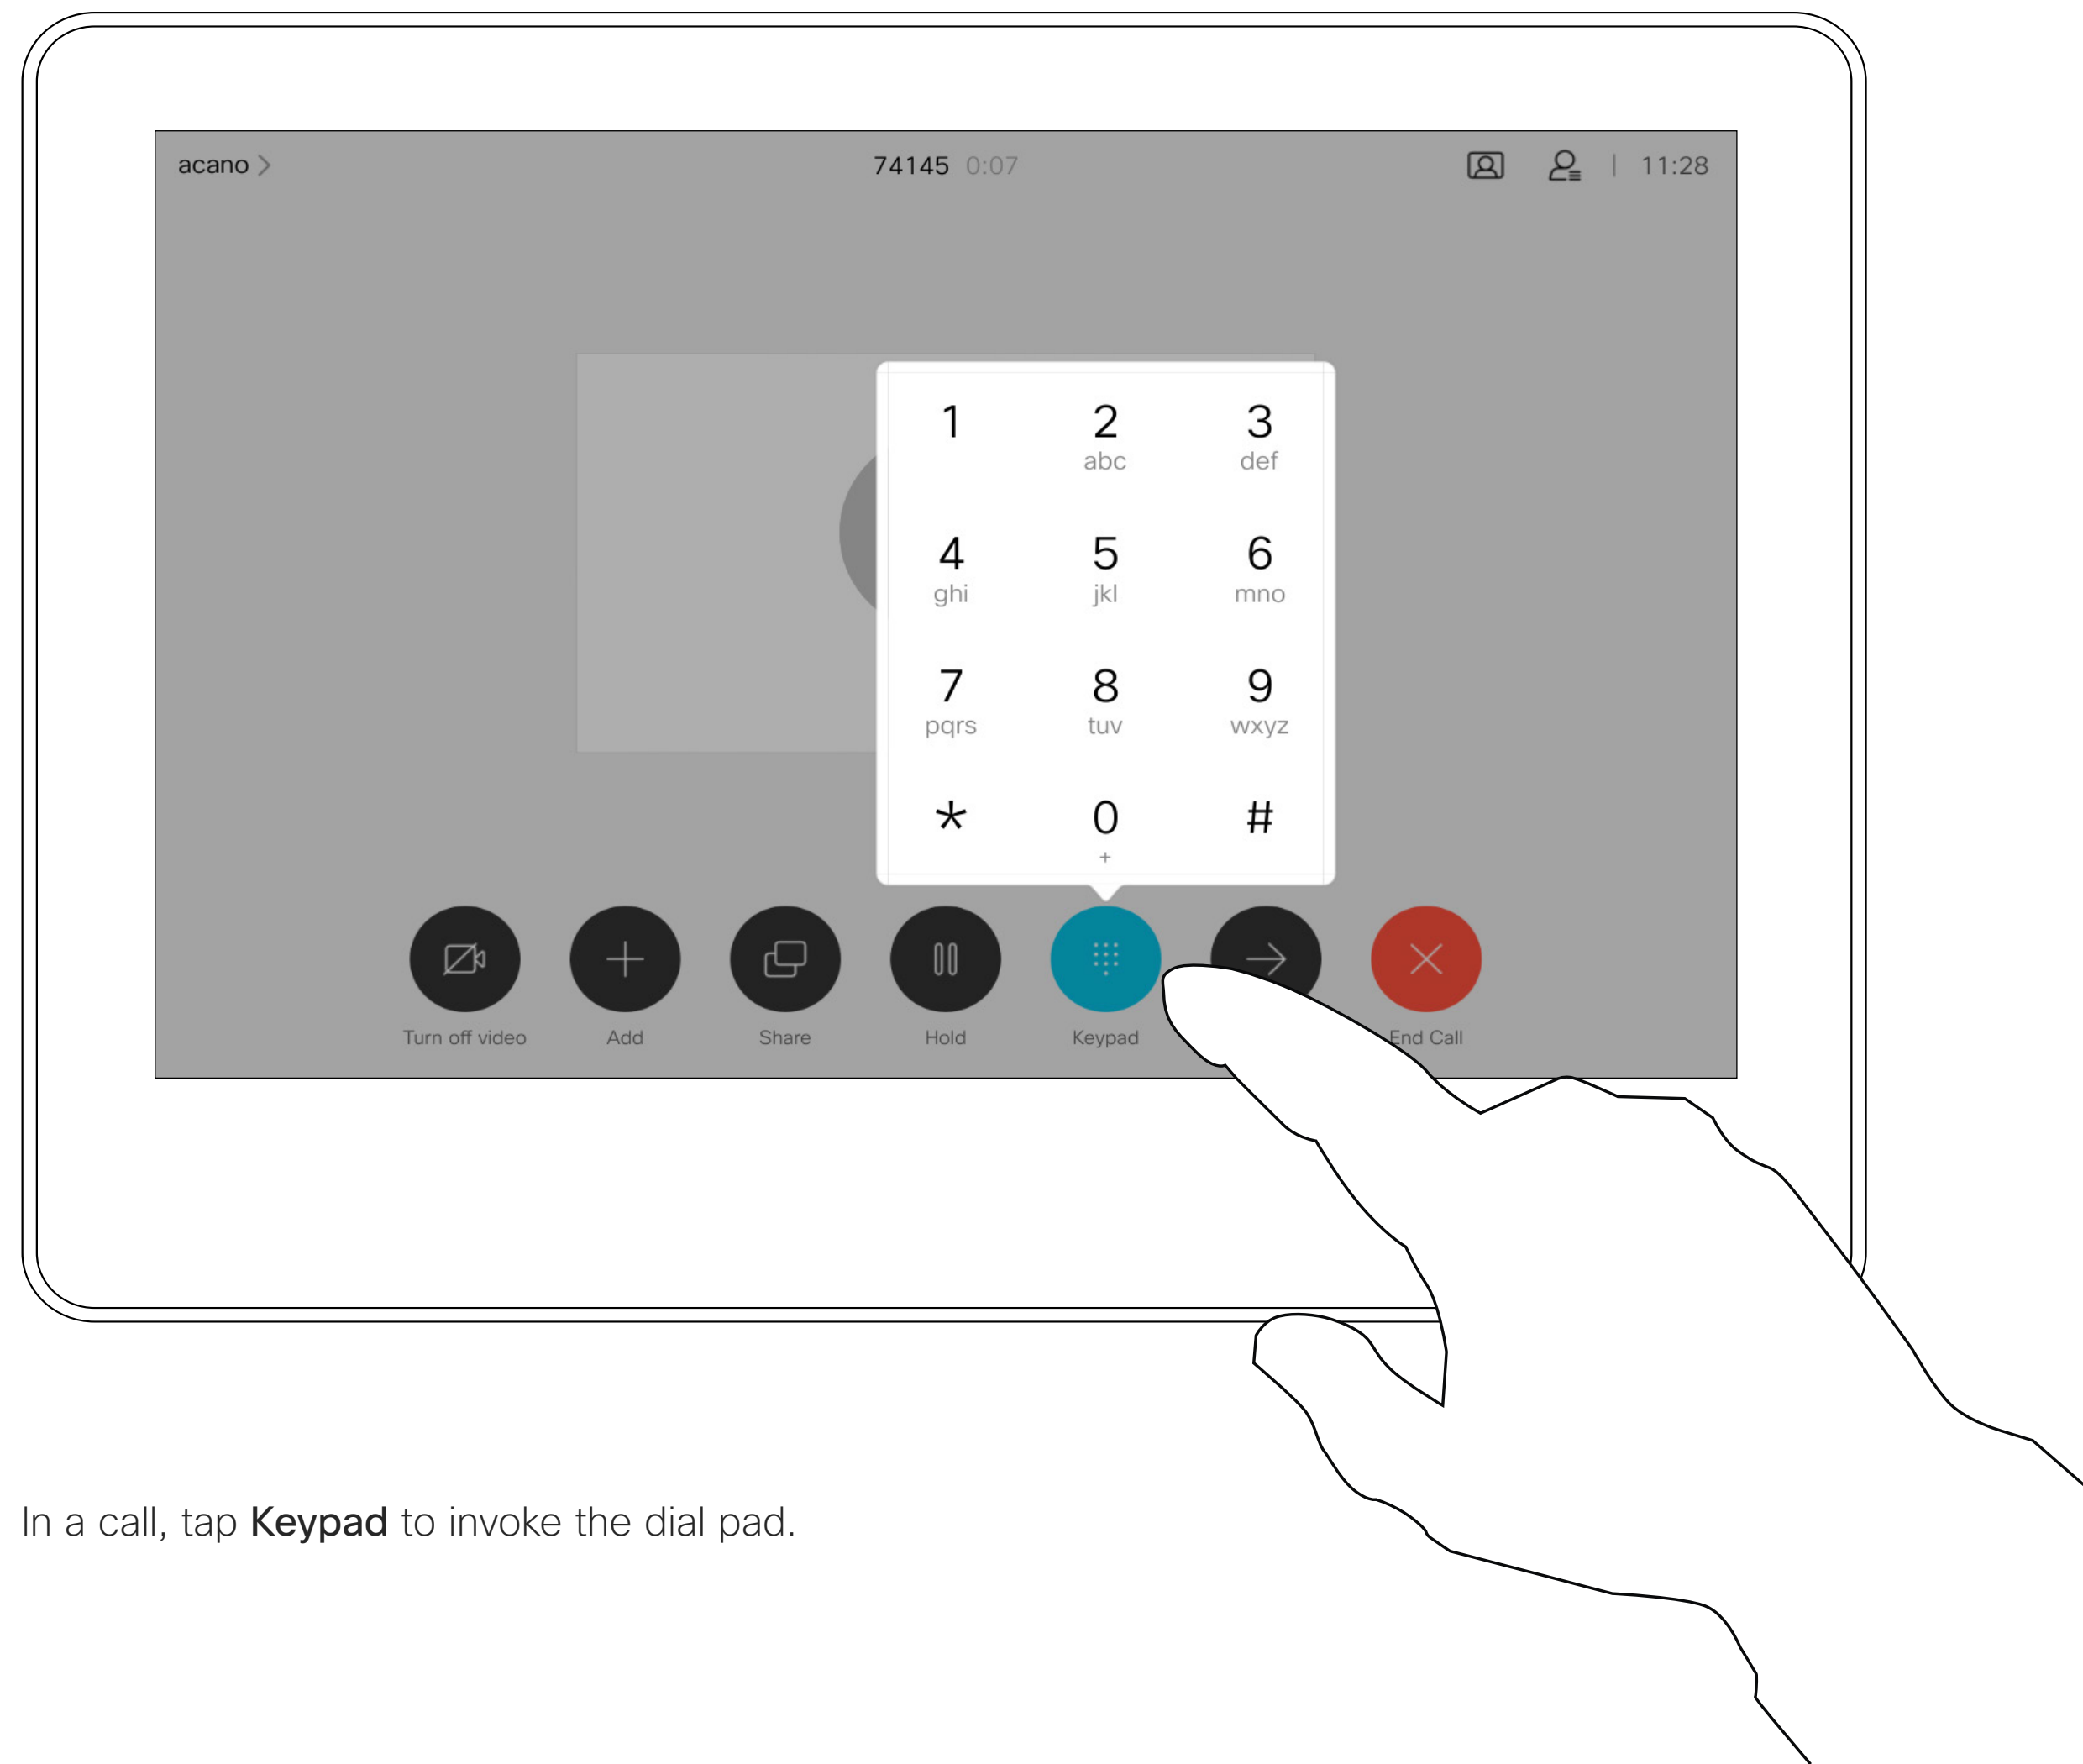 acano
74145 0:07
11:28
1 2 3
abc def
4 5 6
ghi jkl mno
7 8 9
pqrs tuv wxyz
* 0 #
+
Turn off video Add Share Hold Keypad End Call
In a call, tap Keypad to invoke the dial pad.